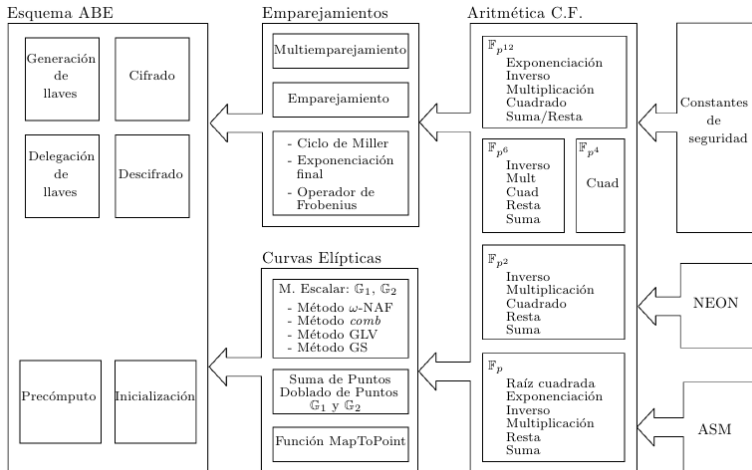 Esquema ABE
Generación
de
llaves
Cifrado
Delegación
de
llaves
Descifrado
Precómputo
Inicialización
Emparejamientos
Multiemparejamiento
Emparejamiento
- Ciclo de Miller
- Exponenciación
final
- Operador de
Frobenius
Curvas Elípticas
M. Escalar: 𝔾₁, 𝔾₂
- Método ω-NAF
- Método comb
- Método GLV
- Método GS
Suma de Puntos
Doblado de Puntos
𝔾₁ y 𝔾₂
Función MapToPoint
Aritmética C.F.
𝔽p¹²
Exponenciación
Inverso
Multiplicación
Cuadrado
Suma/Resta
𝔽p⁶
Inverso
Mult
Cuad
Resta
Suma
𝔽p⁴
Cuad
𝔽p²
Inverso
Multiplicación
Cuadrado
Resta
Suma
𝔽p
Raíz cuadrada
Exponenciación
Inverso
Multiplicación
Resta
Suma
Constantes
de
seguridad
NEON
ASM